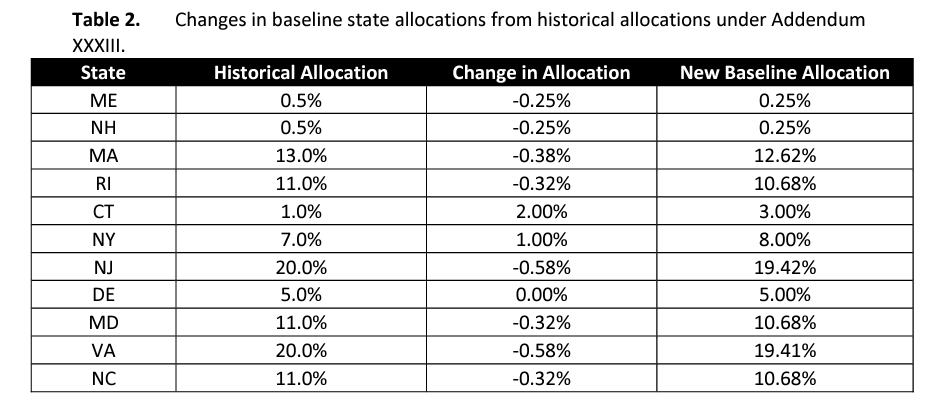 Table 2. Changes in baseline state allocations from historical allocations under Addendum
XXXIII.
State Historical Allocation Change in Allocation New Baseline Allocation
ME 0.5% -0.25% 0.25%
NH 0.5% -0.25% 0.25%
MA 13.0% -0.38% 12.62%
RI 11.0% -0.32% 10.68%
CT 1.0% 2.00% 3.00%
NY 7.0% 1.00% 8.00%
NJ 20.0% -0.58% 19.42%
DE 5.0% 0.00% 5.00%
MD 11.0% -0.32% 10.68%
VA 20.0% -0.58% 19.41%
NC 11.0% -0.32% 10.68%